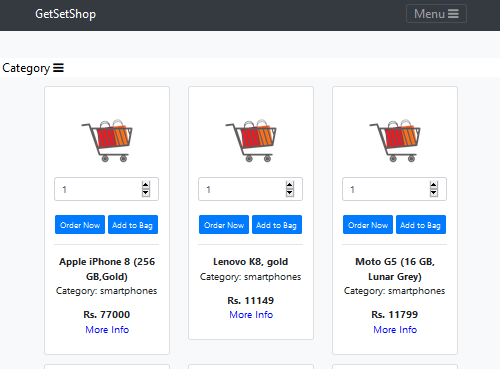 GetSetShop Menu
Category
1 1 1
Order Now Add to Bag Order Now Add to Bag Order Now Add to Bag
Apple iPhone 8 (256 GB,Gold)
Category: smartphones
Rs. 77000
More Info
Lenovo K8, gold
Category: smartphones
Rs. 11149
More Info
Moto G5 (16 GB, Lunar Grey)
Category: smartphones
Rs. 11799
More Info